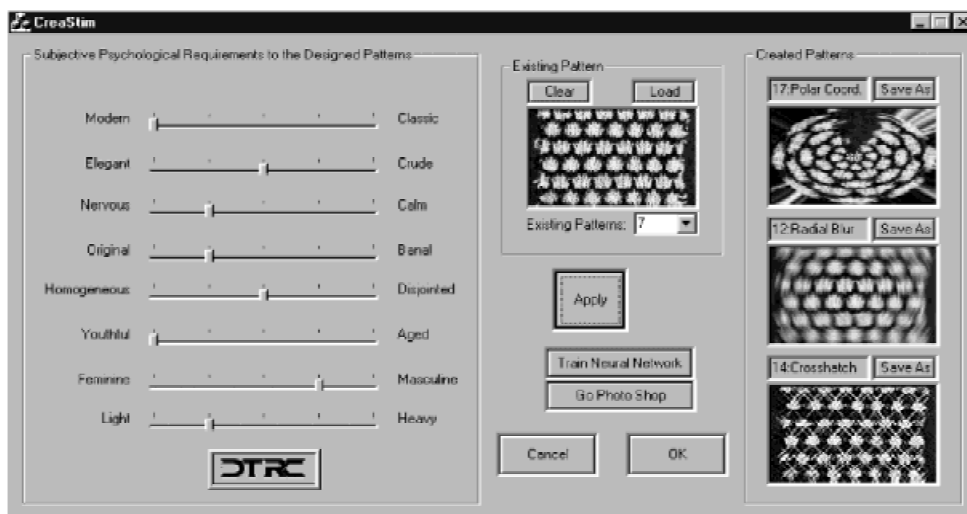 CreaStim
Subjective Psychological Requirements to the Designed Patterns
Modern Classic
Elegant Crude
Nervous Calm
Original Banal
Homogeneous Disjointed
Youthful Aged
Feminine Masculine
Light Heavy
DTRC
Existing Pattern
Clear Load
Existing Patterns: 7
Apply
Train Neural Network
Go Photo Shop
Cancel OK
Created Patterns
17:Polar Coord. Save As
12:Radial Blur Save As
14:Crosshatch Save As